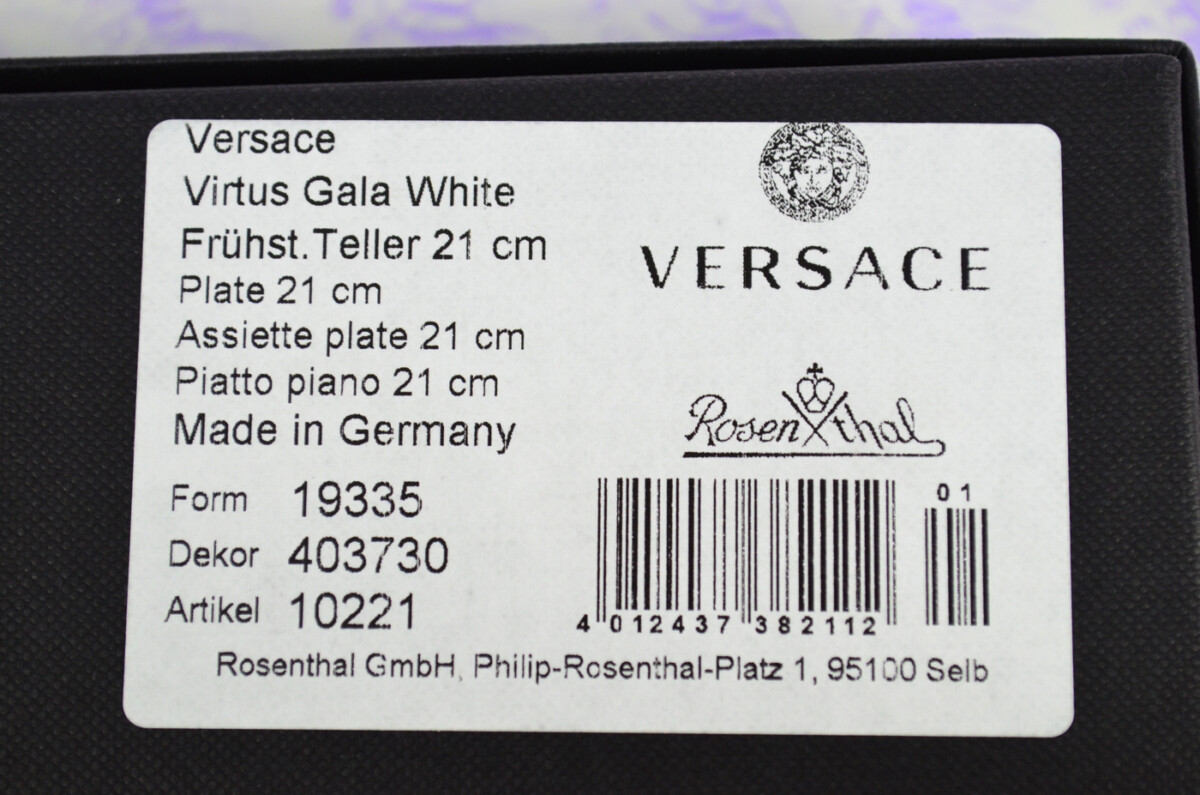 Versace
Virtus Gala White
Frühst.Teller 21 cm
Plate 21 cm
Assiette plate 21 cm
Piatto piano 21 cm
Made in Germany
Form 19335
Dekor 403730
Artikel 10221
VERSACE
Rosenthal
01
4 012437 382112
Rosenthal GmbH, Philip-Rosenthal-Platz 1, 95100 Selb